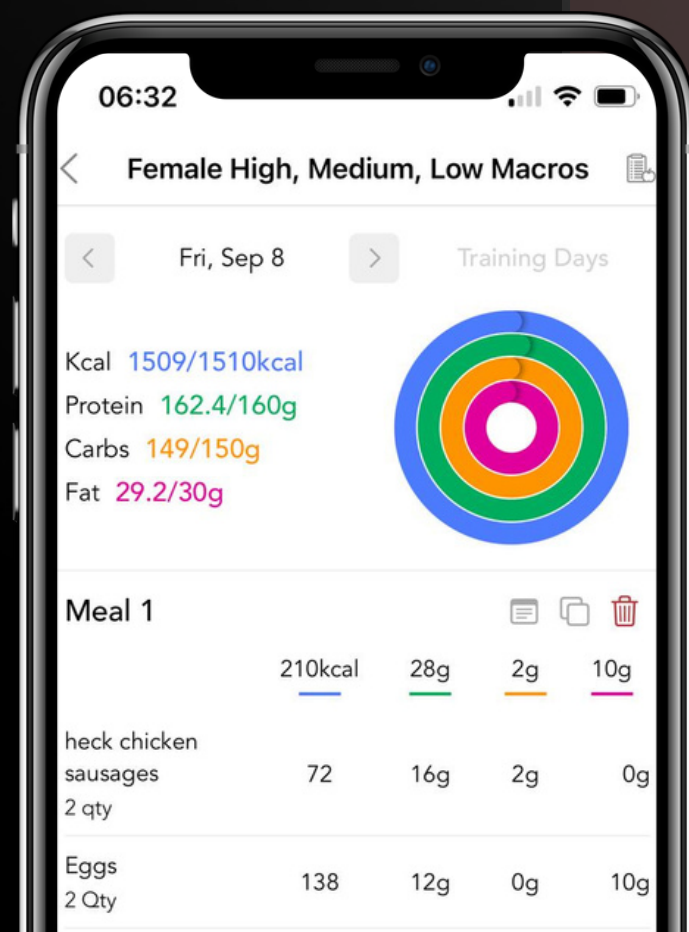 06:32
Female High, Medium, Low Macros
Fri, Sep 8
Training Days
Kcal 1509/1510kcal
Protein 162.4/160g
Carbs 149/150g
Fat 29.2/30g
Meal 1
210kcal 28g 2g 10g
heck chicken
sausages
2 qty
72 16g 2g 0g
Eggs
2 Qty
138 12g 0g 10g